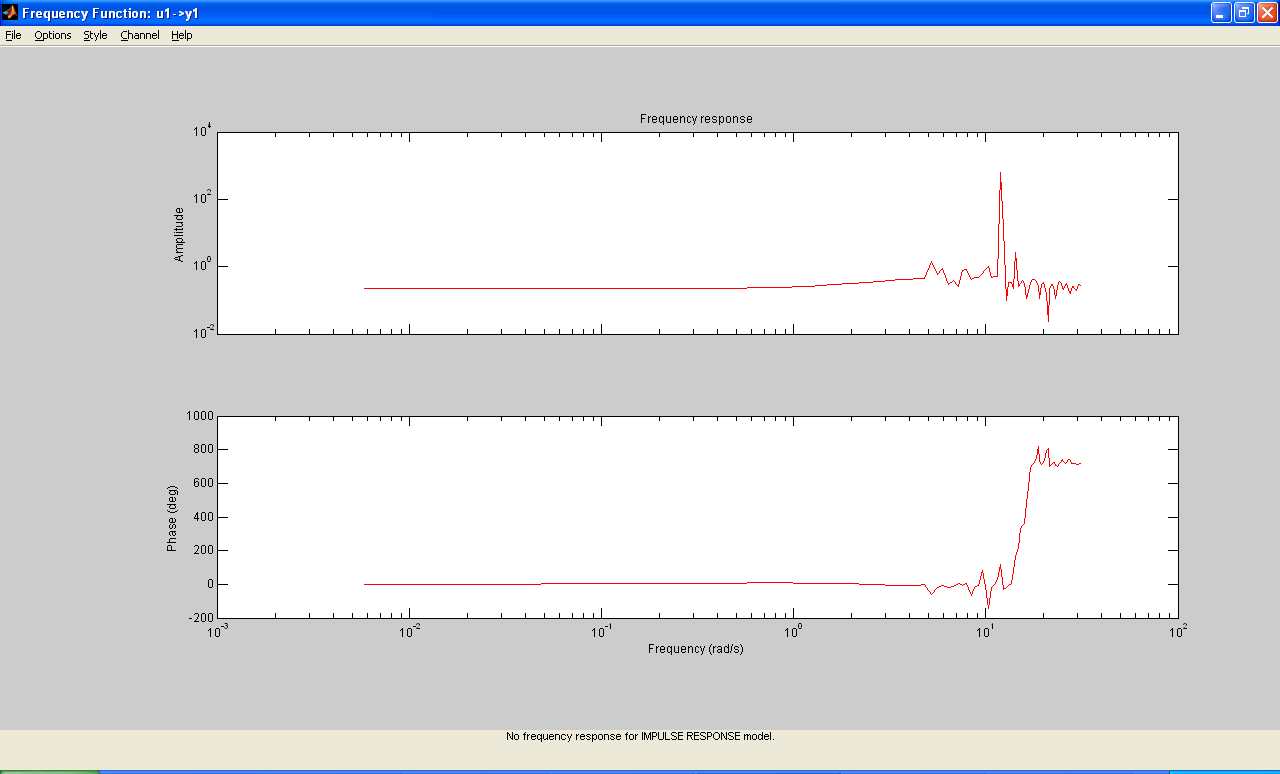 Frequency Function: u1->y1
File Options Style Channel Help
Frequency response
10^4
10^2
10^0
10^-2
Amplitude
1000
800
600
400
200
0
-200
Phase (deg)
10^-3 10^-2 10^-1 10^0 10^1 10^2
Frequency (rad/s)
No frequency response for IMPULSE RESPONSE model.